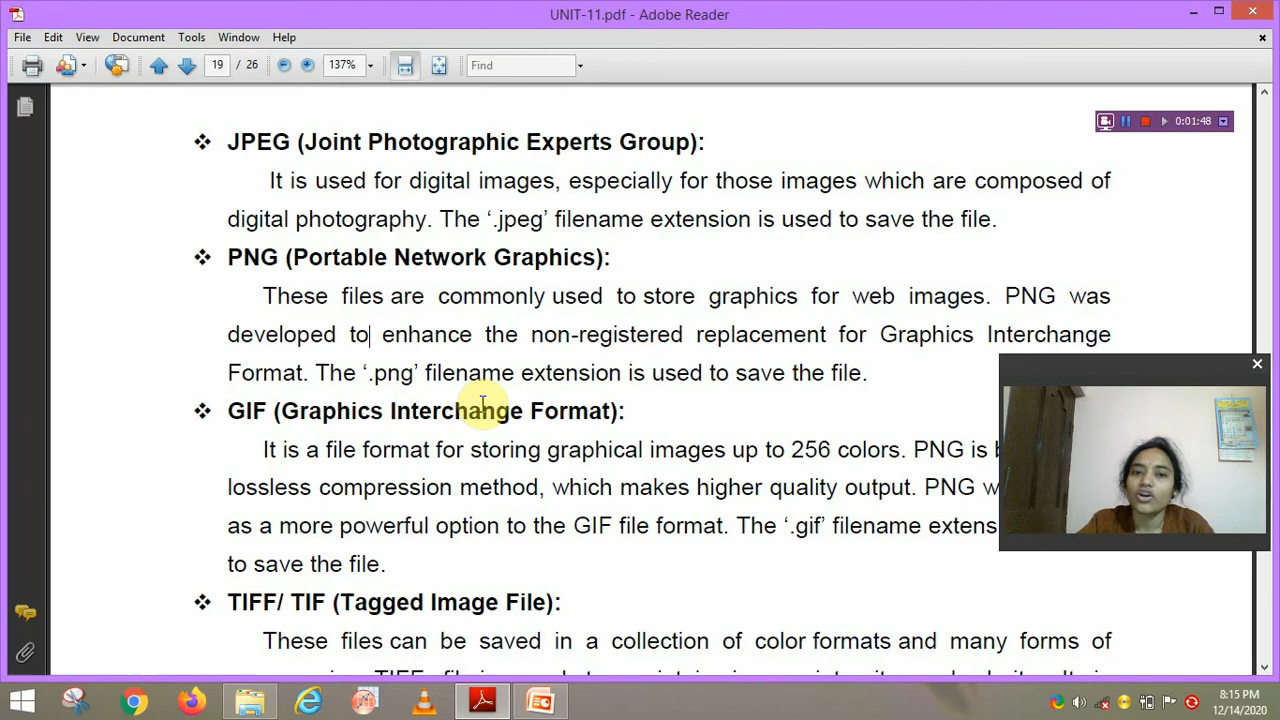 UNIT-11.pdf - Adobe Reader
File Edit View Document Tools Window Help
19 / 26 137% Find
0:01:48
❖ JPEG (Joint Photographic Experts Group):
It is used for digital images, especially for those images which are composed of
digital photography. The ‘.jpeg’ filename extension is used to save the file.
❖ PNG (Portable Network Graphics):
These files are commonly used to store graphics for web images. PNG was
developed to enhance the non-registered replacement for Graphics Interchange
Format. The ‘.png’ filename extension is used to save the file.
❖ GIF (Graphics Interchange Format):
It is a file format for storing graphical images up to 256 colors. PNG is
lossless compression method, which makes higher quality output. PNG
as a more powerful option to the GIF file format. The ‘.gif’ filename
to save the file.
❖ TIFF/ TIF (Tagged Image File):
These files can be saved in a collection of color formats and many forms of
8:15 PM
12/14/2020